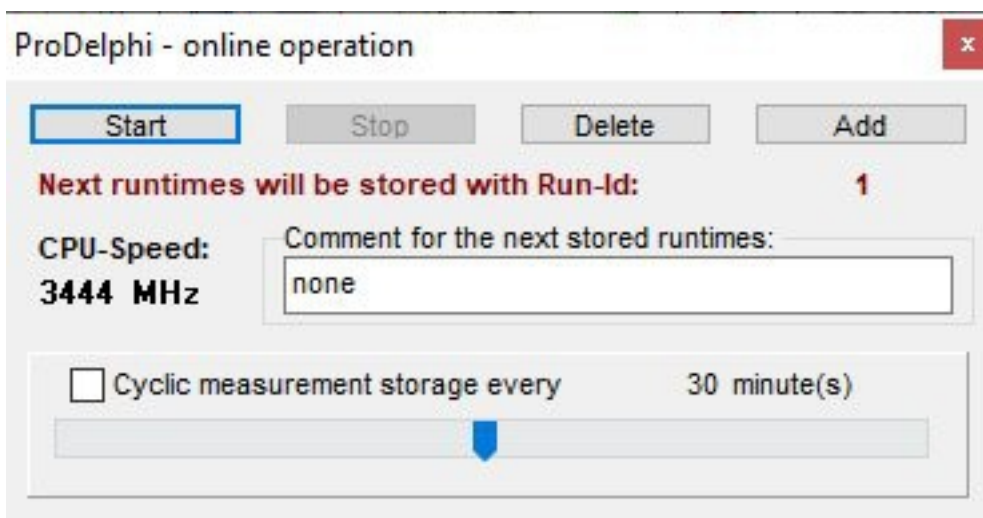 ProDelphi - online operation
x
Start Stop Delete Add
Next runtimes will be stored with Run-Id: 1
CPU-Speed:
3444 MHz
Comment for the next stored runtimes:
none
Cyclic measurement storage every 30 minute(s)